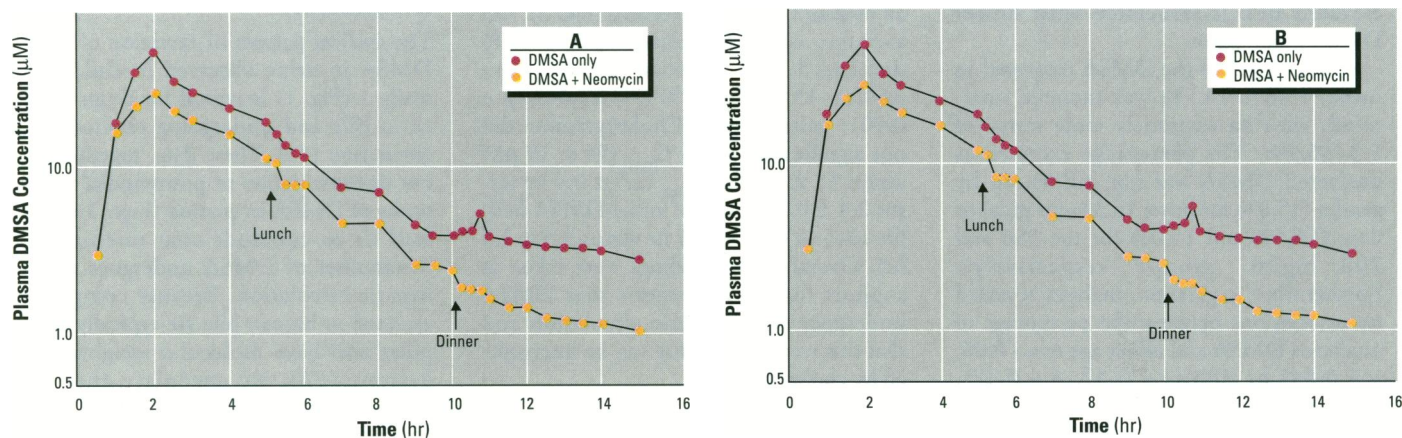 A
DMSA only
DMSA + Neomycin
Plasma DMSA Concentration (µM)
10.0
1.0
0.5
Lunch
Dinner
0 2 4 6 8 10 12 14 16
Time (hr)
B
DMSA only
DMSA + Neomycin
Plasma DMSA Concentration (µM)
10.0
1.0
0.5
Lunch
Dinner
0 2 4 6 8 10 12 14 16
Time (hr)